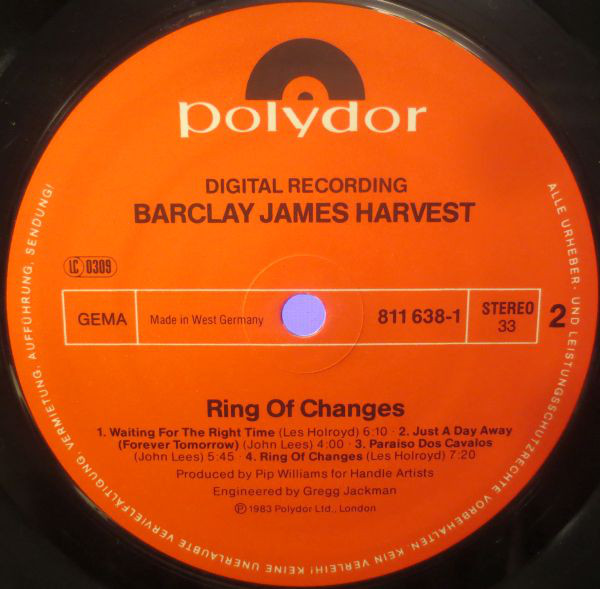 polydor
DIGITAL RECORDING
BARCLAY JAMES HARVEST
LC 0309
GEMA
Made in West Germany
811 638-1
STEREO
33
2
Ring Of Changes
1. Waiting For The Right Time (Les Holroyd) 6:10 · 2. Just A Day Away
(Forever Tomorrow) (John Lees) 4:00 · 3. Paraiso Dos Cavalos
(John Lees) 5:45 · 4. Ring Of Changes (Les Holroyd) 7:20
Produced by Pip Williams for Handle Artists
Engineered by Gregg Jackman
Ⓟ 1983 Polydor Ltd., London
ALLE URHEBER- UND LEISTUNGSSCHUTZRECHTE VORBEHALTEN. KEIN VERLEIH! KEINE UNERLAUBTE VERVIELFÄLTIGUNG, VERMIETUNG, AUFFÜHRUNG, SENDUNG!